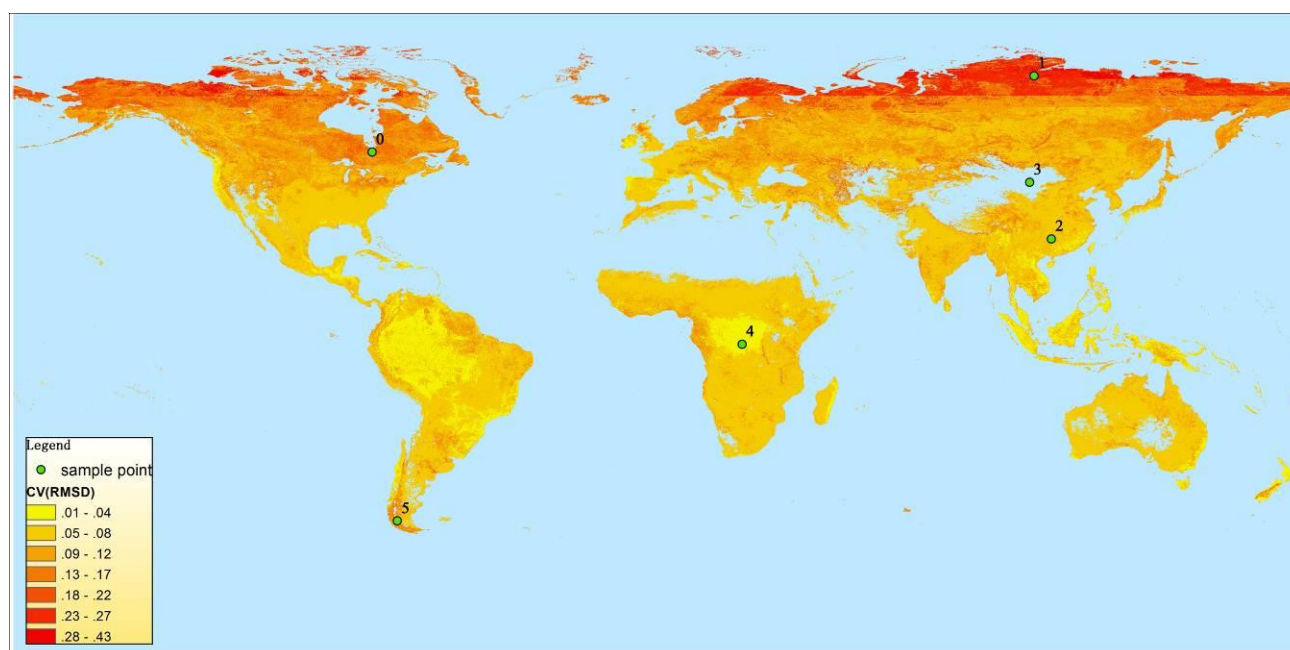 1
0
3
2
4
5
Legend
sample point
CV(RMSD)
.01 - .04
.05 - .08
.09 - .12
.13 - .17
.18 - .22
.23 - .27
.28 - .43